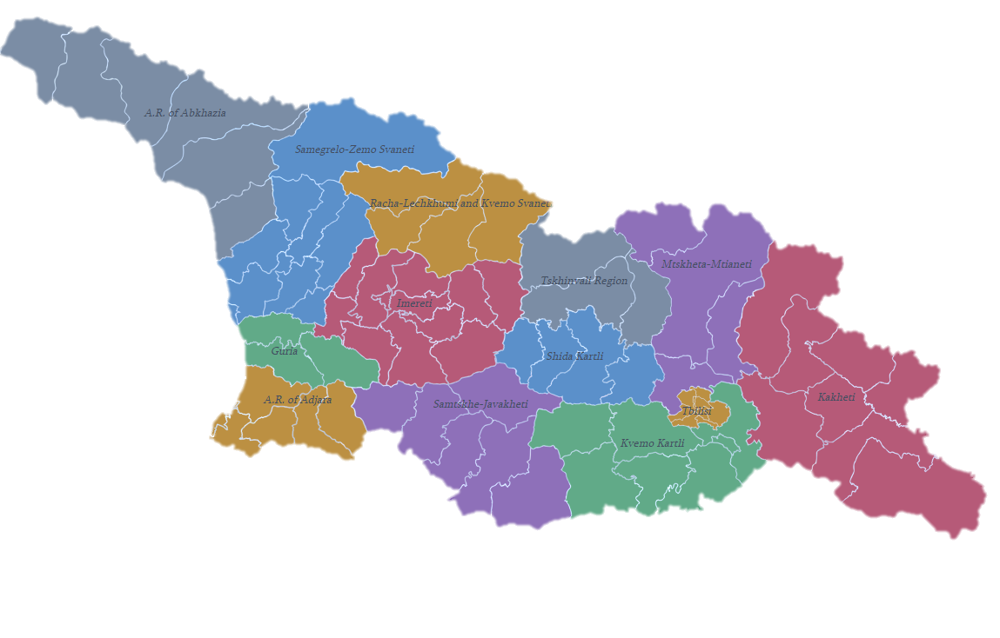 A.R. of Abkhazia
Samegrelo-Zemo Svaneti
Racha-Lechkhumi and Kvemo Svanet
Mtskheta-Mtianeti
Tskhinvali Region
Imereti
Guria
Shida Kartli
A.R. of Adjara
Samtskhe-Javakheti
Kakheti
Tbilisi
Kvemo Kartli